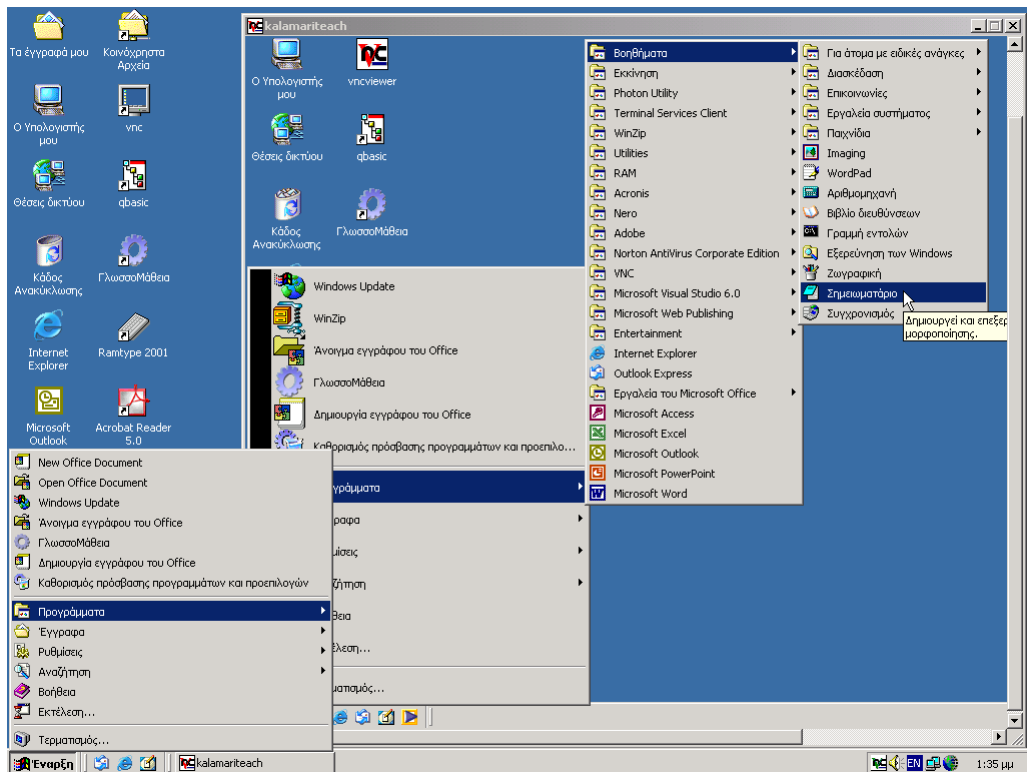 Τα έγγραφά μου
Κοινόχρηστα
Αρχεία
Ο Υπολογιστής
μου
vnc
Θέσεις δικτύου
qbasic
Κάδος
Ανακύκλωσης
ΓλωσσοΜάθεια
Internet
Explorer
Ramtype 2001
Microsoft
Outlook
Acrobat Reader
5.0
kalamariteach
Ο Υπολογιστής
μου
vncviewer
Θέσεις δικτύου
qbasic
Κάδος
Ανακύκλωσης
ΓλωσσοΜάθεια
Windows Update
WinZip
Άνοιγμα εγγράφου του Office
ΓλωσσοΜάθεια
Δημιουργία εγγράφου του Office
Καθορισμός πρόσβασης προγραμμάτων και προεπιλο...
γράμματα
ραφα
μίσεις
ζήτηση
θεια
έλεση...
ματισμός...
Βοηθήματα
Εκκίνηση
Photon Utility
Terminal Services Client
WinZip
Utilities
RAM
Acronis
Nero
Adobe
Norton AntiVirus Corporate Edition
VNC
Microsoft Visual Studio 6.0
Microsoft Web Publishing
Entertainment
Internet Explorer
Outlook Express
Εργαλεία του Microsoft Office
Microsoft Access
Microsoft Excel
Microsoft Outlook
Microsoft PowerPoint
Microsoft Word
Για άτομα με ειδικές ανάγκες
Διασκέδαση
Επικοινωνίες
Εργαλεία συστήματος
Παιχνίδια
Imaging
WordPad
Αριθμομηχανή
Βιβλίο διευθύνσεων
Γραμμή εντολών
Εξερεύνηση των Windows
Ζωγραφική
Σημειωματάριο
Συγχρονισμός
Δημιουργεί και επεξερ
μορφοποίησης.
New Office Document
Open Office Document
Windows Update
Άνοιγμα εγγράφου του Office
ΓλωσσοΜάθεια
Δημιουργία εγγράφου του Office
Καθορισμός πρόσβασης προγραμμάτων και προεπιλογών
Προγράμματα
Έγγραφα
Ρυθμίσεις
Αναζήτηση
Βοήθεια
Εκτέλεση...
Τερματισμός...
Έναρξη
kalamariteach
EN
1:35 μμ